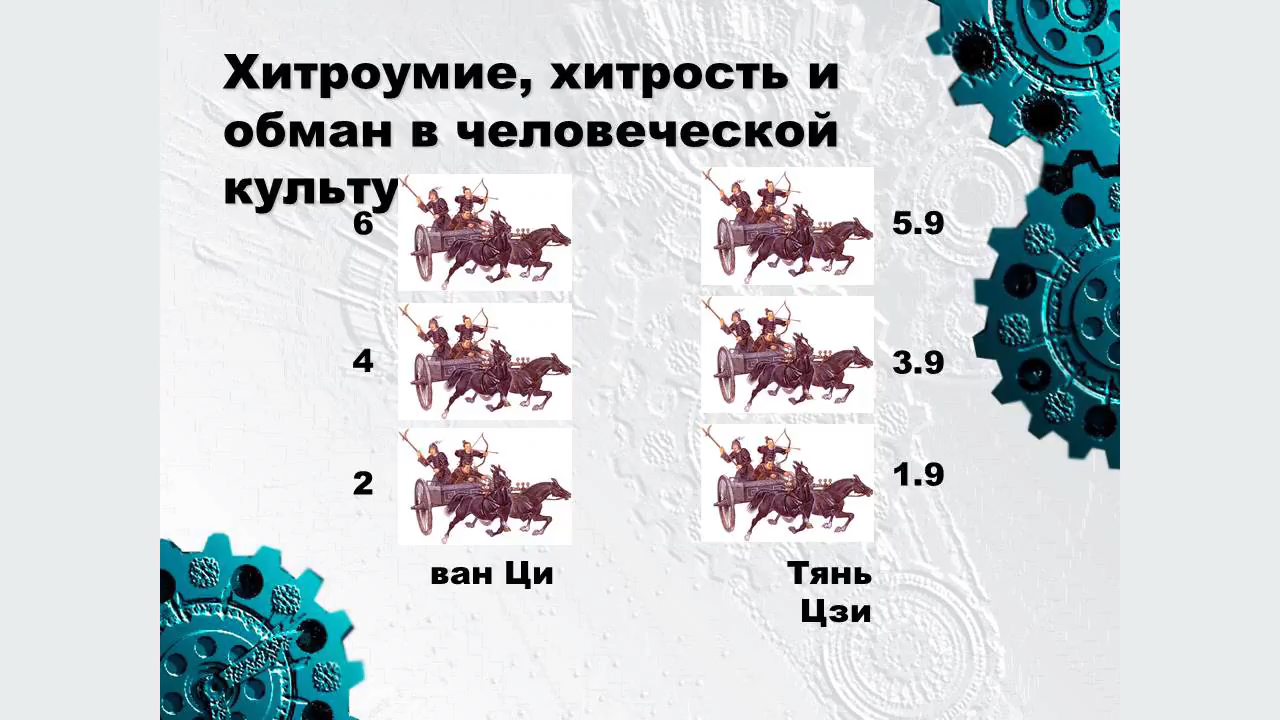 Хитроумие, хитрость и
обман в человеческой
культу
6
5.9
4
3.9
2
1.9
ван Ци
Тянь
Цзи